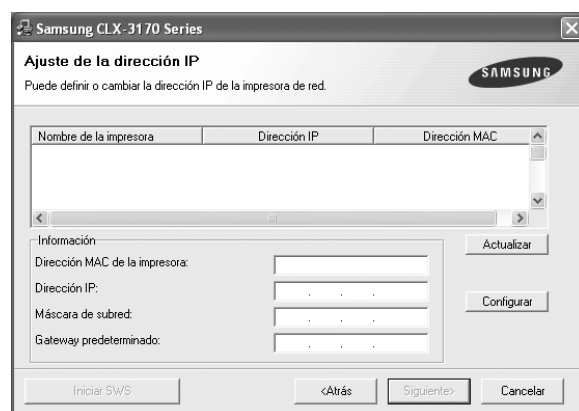 Samsung CLX-3170 Series
Ajuste de la dirección IP
Puede definir o cambiar la dirección IP de la impresora de red.
SAMSUNG
Nombre de la impresora Dirección IP Dirección MAC
Información
Actualizar
Dirección MAC de la impresora:
Dirección IP: . . .
Configurar
Máscara de subred: . . .
Gateway predeterminado: . . .
Iniciar SWS <Atrás Siguiente> Cancelar